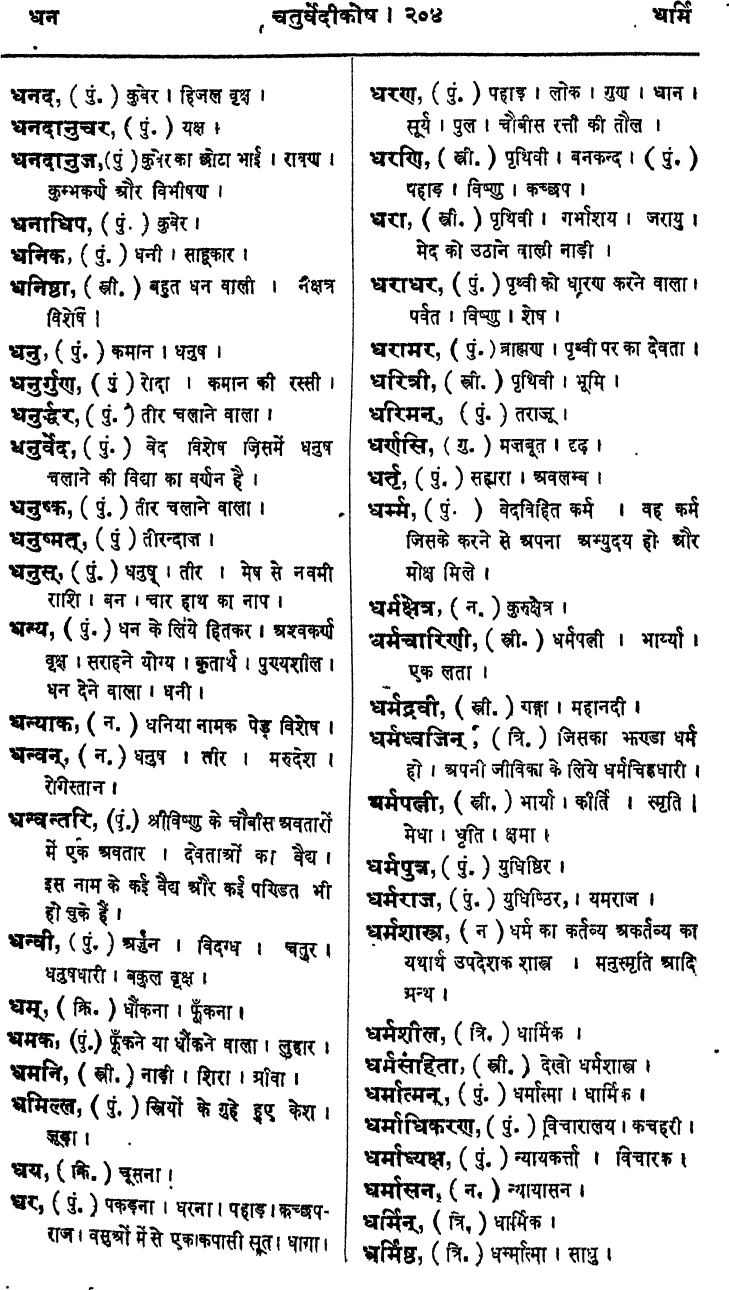 धन चतुर्वेदीकोष। २०४ धार्मि
धनद, ( पुं. ) कुबेर । हिजल वृक्ष ।
धनदानुचर, ( पुं. ) यक्ष ।
धनदानुज, (पुं ) कुबेर का छोटा भाई । रावण ।
कुम्भकर्ण और विभीषण ।
धनाधिप, ( पुं. ) कुबेर ।
धनिक, ( पुं. ) धनी । साहूकार ।
धनिष्ठा, ( स्त्री. ) बहुत धन वाली । नक्षत्र
विशेष ।
धनु, ( पुं. ) कमान । धनुष ।
धनुर्गुण, ( पुं ) रोदा । कमान की रस्सी ।
धनुर्द्धर, ( पुं. ) तीर चलाने वाला ।
धनुर्वेद, ( पुं. ) वेद विशेष जिसमें धनुष
चलाने की विद्या का वर्णन है ।
धनुष्क, ( पुं. ) तीर चलाने वाला ।
धनुष्मत्, ( पुं ) तीरन्दाज ।
धनुस्, ( पुं. ) धनुष् । तीर । मेष से नवमी
राशि । बन । चार हाथ का नाप ।
धन्य, ( पुं. ) धन के लिये हितकर । अश्वकर्ण
वृक्ष । सराहने योग्य । कृतार्थ । पुण्यशील ।
धन देने वाला । धनी ।
धन्याक, ( न. ) धनिया नामक पेड़ विशेष ।
धन्वन्, ( न. ) धनुष । तीर । मरुदेश ।
रेगिस्तान ।
धन्वन्तरि, (पुं.) श्रीविष्णु के चौबीस अवतारों
में एक अवतार । देवताओं का वैद्य ।
इस नाम के कई वैद्य और कई पण्डित भी
हो चुके हैं ।
धन्वी, ( पुं. ) अर्जुन । विदग्ध । चतुर ।
धनुषधारी । बकुल वृक्ष ।
धम्, ( क्रि. ) धौंकना । फूँकना ।
धमक, (पुं.) फूँकने या धौंकने वाला । लुहार ।
धमनि, ( स्त्री. ) नाड़ी । शिरा । ग्रीवा ।
धमिल्ल, ( पुं. ) स्त्रियों के गुहे हुए केश ।
जूड़ा ।
धय, ( क्रि. ) चूसना ।
धर, ( पुं. ) पकड़ना । धरना । पहाड़ । कच्छप-
राज । वसुओं में से एक । कपासी सूत । धागा ।
धरण, ( पुं. ) पहाड़ । लोक । गुण । धान ।
सूर्य । पुल । चौबीस रत्ती की तौल ।
धरणि, ( स्त्री. ) पृथिवी । बनकन्द । ( पुं. )
पहाड़ । विष्णु । कच्छप ।
धरा, ( स्त्री. ) पृथिवी । गर्भाशय । जरायु ।
मेद को उठाने वाली नाड़ी ।
धराधर, ( पुं. ) पृथ्वी को धारण करने वाला ।
पर्वत । विष्णु । शेष ।
धरामर, ( पुं. ) ब्राह्मण । पृथ्वी पर का देवता ।
धरित्री, ( स्त्री. ) पृथिवी । भूमि ।
धरिमन्, ( पुं. ) तराजू ।
धर्णसि, ( गु. ) मजबूत । दृढ़ ।
धर्तृ, ( पुं. ) सहारा । अवलम्ब ।
धर्म्म, ( पुं. ) वेदविहित कर्म । वह कर्म
जिसके करने से अपना अभ्युदय हो और
मोक्ष मिले ।
धर्मक्षेत्र, ( न. ) कुरुक्षेत्र ।
धर्मचारिणी, ( स्त्री. ) धर्मपत्नी । भार्य्या ।
एक लता ।
धर्मद्रवी, ( स्त्री. ) गङ्गा । महानदी ।
धर्मध्वजिन्, ( त्रि. ) जिसका झण्डा धर्म
हो । अपनी जीविका के लिये धर्मचिह्नधारी ।
धर्मपत्नी, ( स्त्री. ) भार्या । कीर्ति । स्मृति ।
मेधा । धृति । क्षमा ।
धर्मपुत्र, ( पुं. ) युधिष्ठिर ।
धर्मराज, ( पुं. ) युधिष्ठिर, । यमराज ।
धर्मशास्त्र, ( न ) धर्म का कर्तव्य अकर्तव्य का
यथार्थ उपदेशक शास्त्र । मनुस्मृति आदि
ग्रन्थ ।
धर्मशील, ( त्रि. ) धार्मिक ।
धर्मसंहिता, ( स्त्री. ) देखो धर्मशास्त्र ।
धर्मात्मन्, ( पुं. ) धर्मात्मा । धार्मिक ।
धर्माधिकरण, ( पुं. ) विचारालय । कचहरी ।
धर्माध्यक्ष, ( पुं. ) न्यायकर्त्ता । विचारक ।
धर्मासन, ( न. ) न्यायासन ।
धर्मिन्, ( त्रि, ) धार्मिक ।
धर्मिष्ठ, ( त्रि. ) धर्म्मात्मा । साधु ।